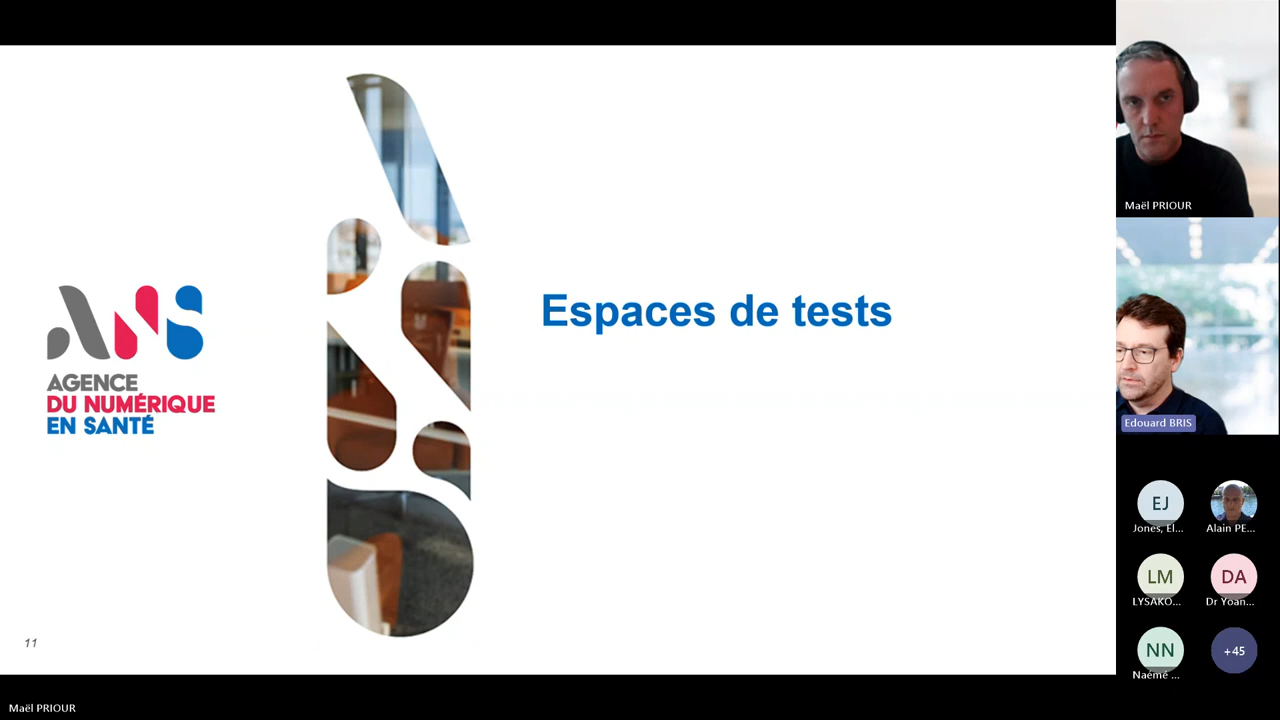 ANS
AGENCE
DU NUMÉRIQUE
EN SANTÉ
Espaces de tests
11
Maël PRIOUR
Maël PRIOUR
Edouard BRIS
EJ
Jones, El...
Alain PE...
LM
LYSAKO...
DA
Dr Yoan...
NN
Naémé ...
+45